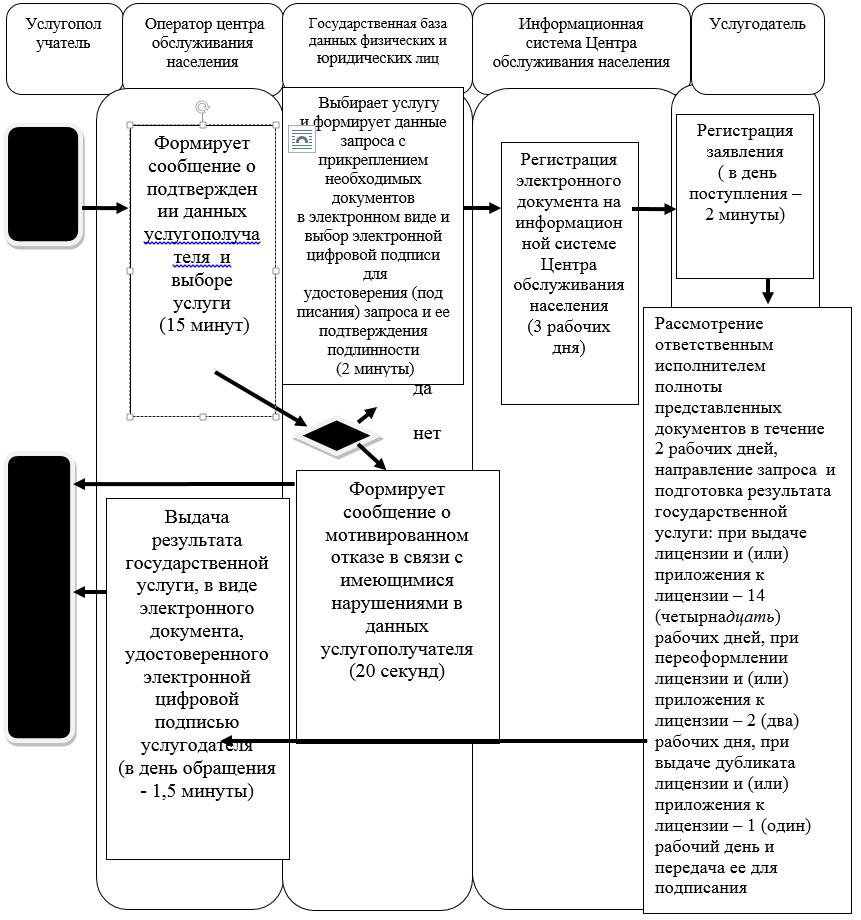 Услугопол
учатель
Оператор центра
обслуживания
населения
Государственная база
данных физических и
юридических лиц
Информационная
система Центра
обслуживания населения
Услугодатель
Формирует
сообщение о
подтвержден
ии данных
услугополуча
теля и
выборе
услуги
(15 минут)
Выбирает услугу
и формирует данные
запроса с
прикреплением
необходимых
документов
в электронном виде и
выбор электронной
цифровой подписи
для
удостоверения (под
писания) запроса и ее
подтверждения
подлинности
(2 минуты)
да
нет
Регистрация
электронного
документа на
информацион
ной системе
Центра
обслуживания
населения
(3 рабочих
дня)
Регистрация
заявления
( в день
поступления –
2 минуты)
Рассмотрение
ответственным
исполнителем
полноты
представленных
документов в течение
2 рабочих дней,
направление запроса и
подготовка результата
государственной
услуги: при выдаче
лицензии и (или)
приложения к
лицензии – 14
(четырнадцать)
рабочих дней, при
переоформлении
лицензии и (или)
приложения к
лицензии – 2 (два)
рабочих дня, при
выдаче дубликата
лицензии и (или)
приложения к
лицензии – 1 (один)
рабочий день и
передача ее для
подписания
Формирует
сообщение о
мотивированном
отказе в связи с
имеющимися
нарушениями в
данных
услугополучателя
(20 секунд)
Выдача
результата
государственной
услуги, в виде
электронного
документа,
удостоверенного
электронной
цифровой
подписью
услугодателя
(в день обращения
- 1,5 минуты)